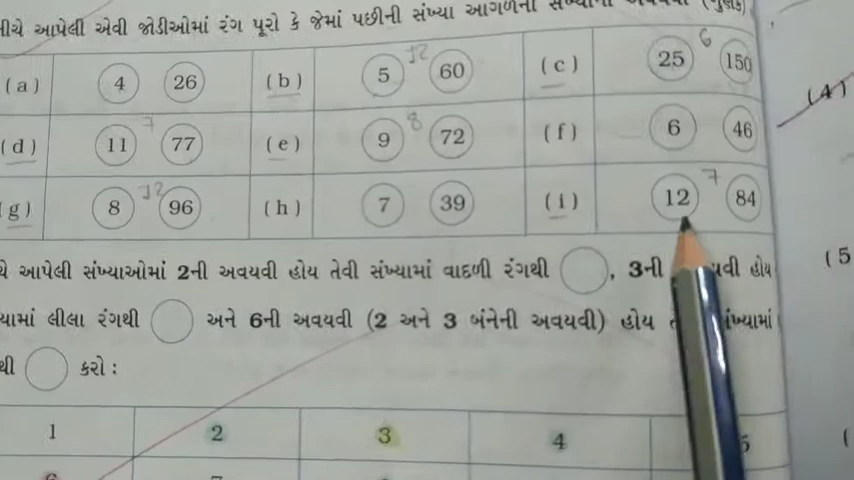 નીચે આપેલી એવી જોડીઓમાં રંગ પૂરો કે જેમાં પછીની સંખ્યા આગળની
(a) 4 26 (b) 5 12 60 (c) 25 6 150
(d) 11 7 77 (e) 9 8 72 (f) 6 46
(g) 8 12 96 (h) 7 39 (i) 12 7 84
આપેલી સંખ્યાઓમાં 2ની અવયવી હોય તેવી સંખ્યામાં વાદળી રંગથી , 3ની હોય
લીલા રંગથી અને 6ની અવયવી (2 અને 3 બંનેની અવયવી) હોય
કરો :
1 2 3 4 5
6
(4)
(5